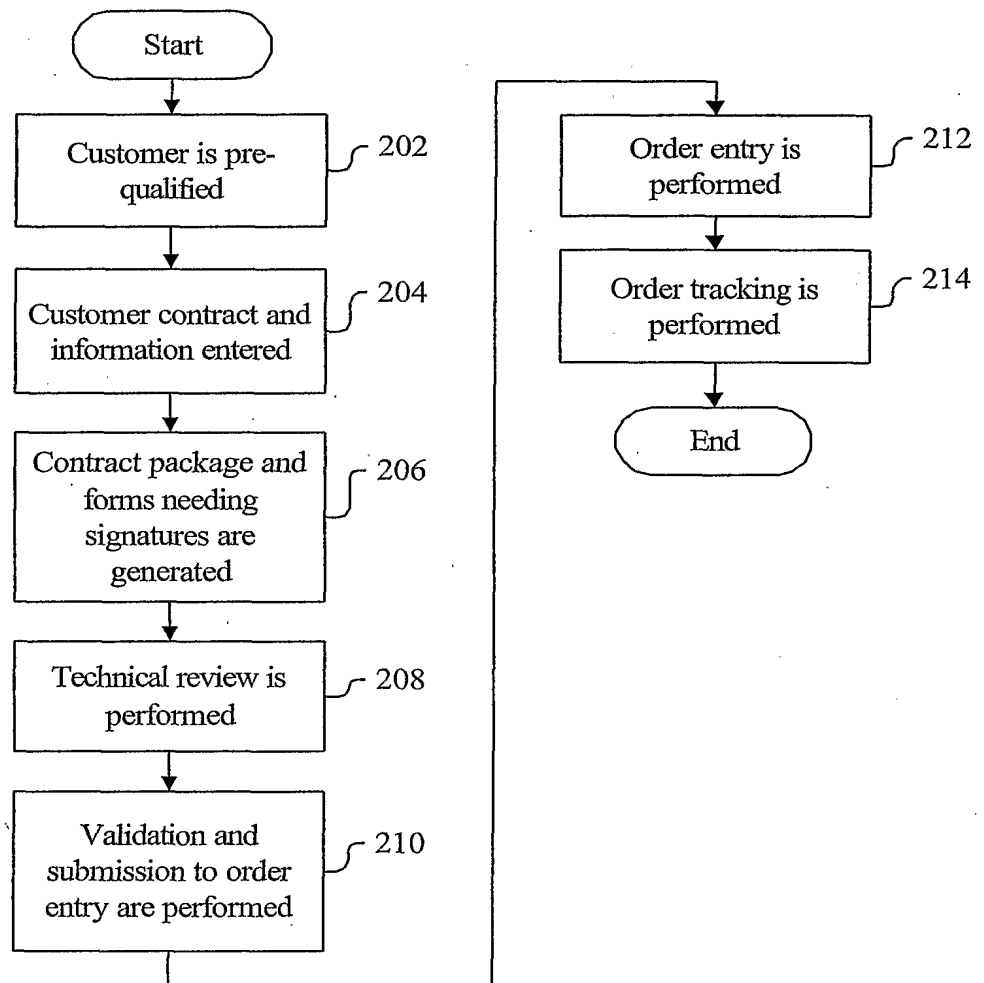 Start
Customer is pre-
qualified
202
Customer contract and
information entered
204
Contract package and
forms needing
signatures are
generated
206
Technical review is
performed
208
Validation and
submission to order
entry are performed
210
Order entry is
performed
212
Order tracking is
performed
214
End